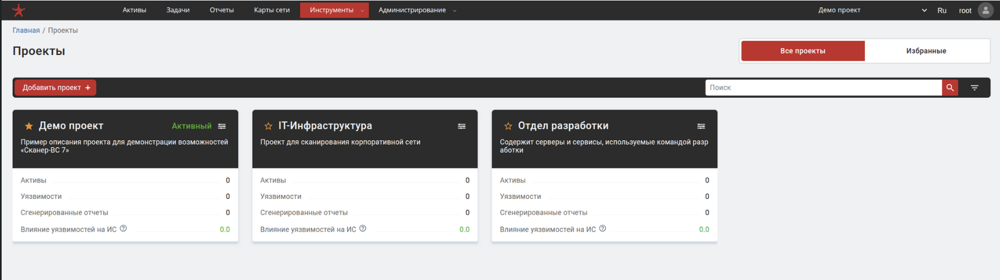 Активы Задачи Отчеты Карты сети Инструменты Администрирование Демо проект Ru root
Главная / Проекты
Проекты
Все проекты Избранные
Добавить проект + Поиск
Демо проект Активный
Пример описания проекта для демонстрации возможностей
«Сканер-ВС 7»
Активы 0
Уязвимости 0
Сгенерированные отчеты 0
Влияние уязвимостей на ИС 0.0
IT-Инфраструктура
Проект для сканирования корпоративной сети
Активы 0
Уязвимости 0
Сгенерированные отчеты 0
Влияние уязвимостей на ИС 0.0
Отдел разработки
Содержит серверы и сервисы, используемые командой разр
аботки
Активы 0
Уязвимости 0
Сгенерированные отчеты 0
Влияние уязвимостей на ИС 0.0